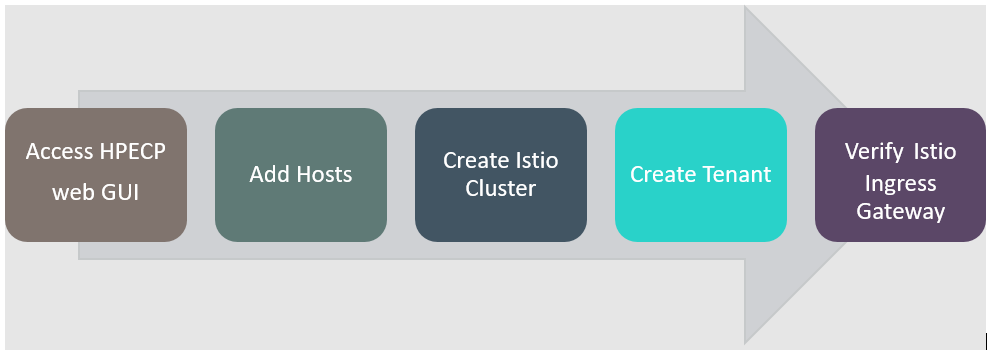 Access HPECP
web GUI
Add Hosts
Create Istio
Cluster
Create Tenant
Verify Istio
Ingress
Gateway